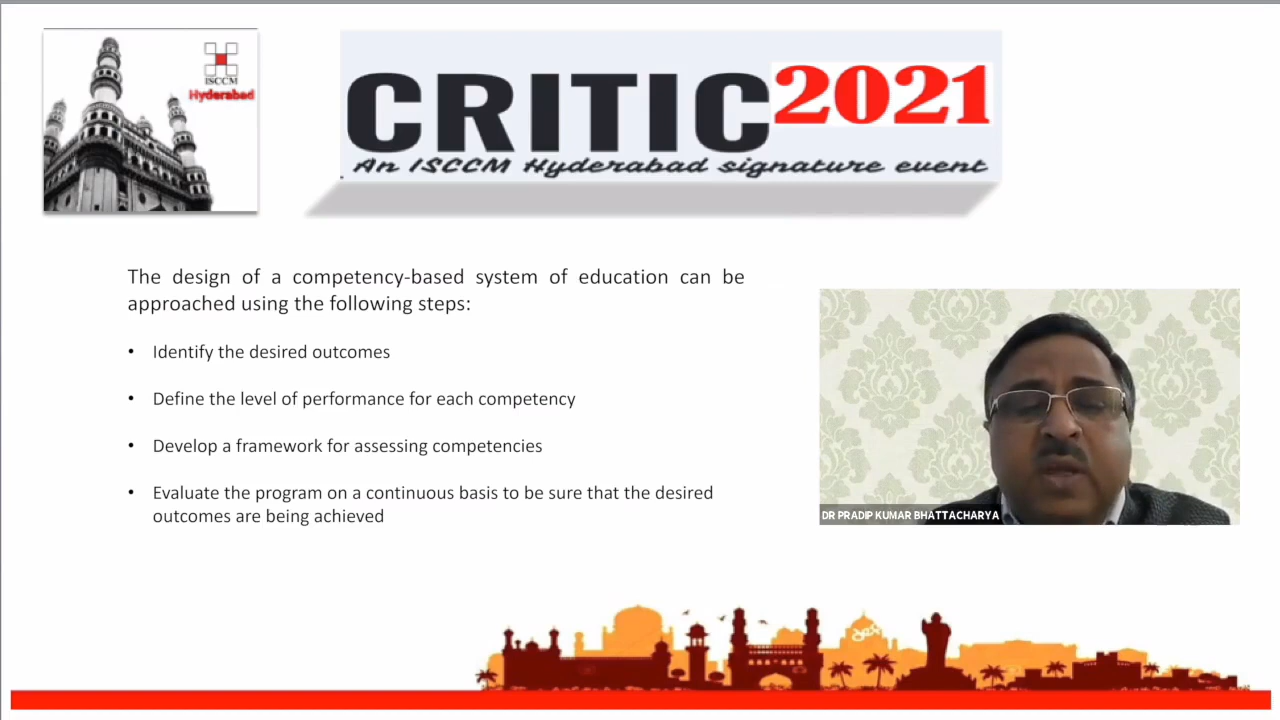 ISCCM
Hyderabad
CRITIC2021
An ISCCM Hyderabad signature event
The design of a competency-based system of education can be
approached using the following steps:
• Identify the desired outcomes
• Define the level of performance for each competency
• Develop a framework for assessing competencies
• Evaluate the program on a continuous basis to be sure that the desired
outcomes are being achieved
DR PRADIP KUMAR BHATTACHARYA